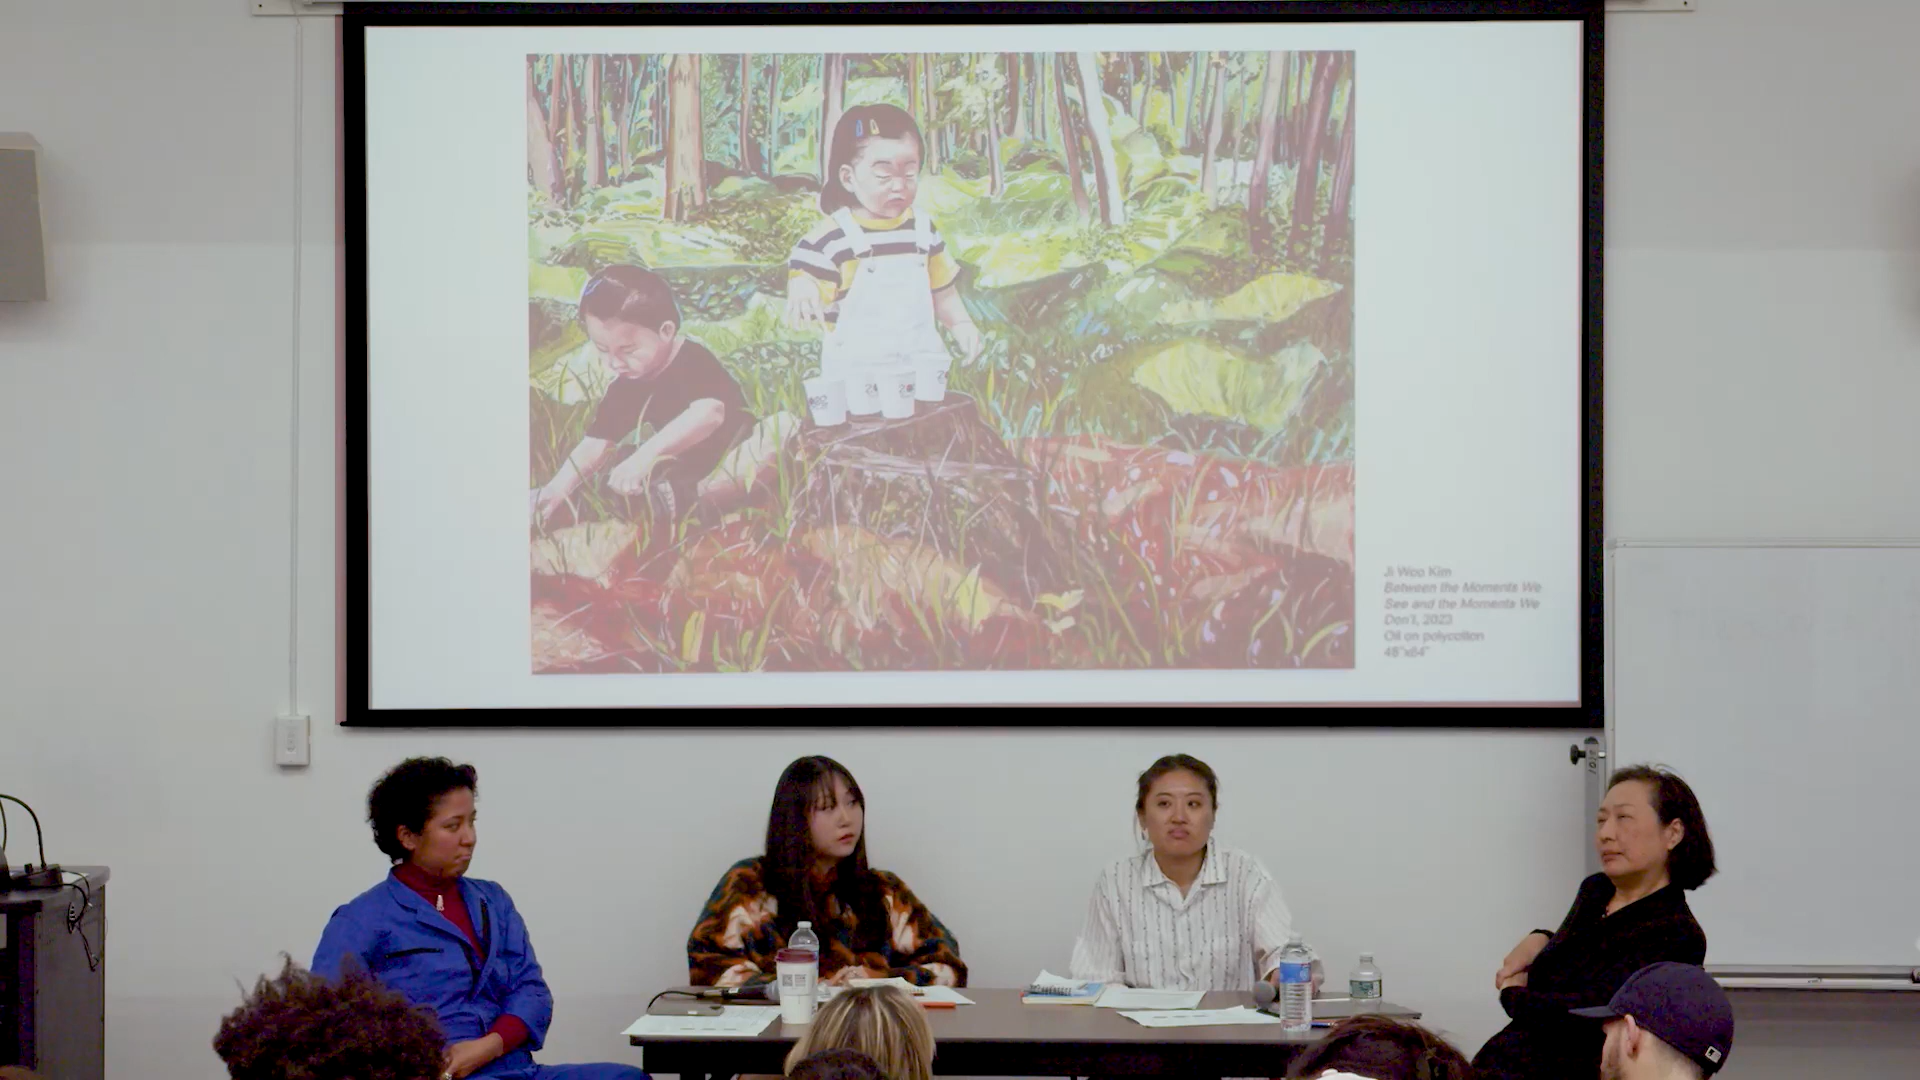 Ji Woo Kim
Between the Moments We
See and the Moments We
Don't, 2023
Oil on polycotton
48"x64"